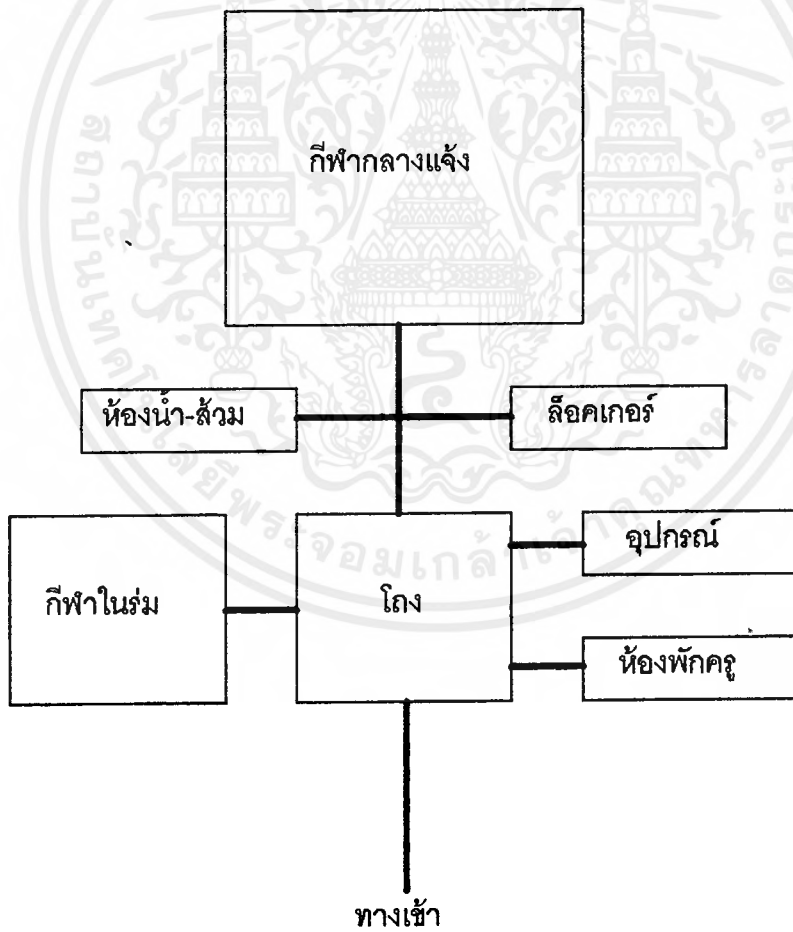 กีฬากลางแจ้ง
ห้องน้ำ-ส้วม
ล็อคเกอร์
อุปกรณ์
กีฬาในร่ม
โถง
ห้องพักครู
ทางเข้า